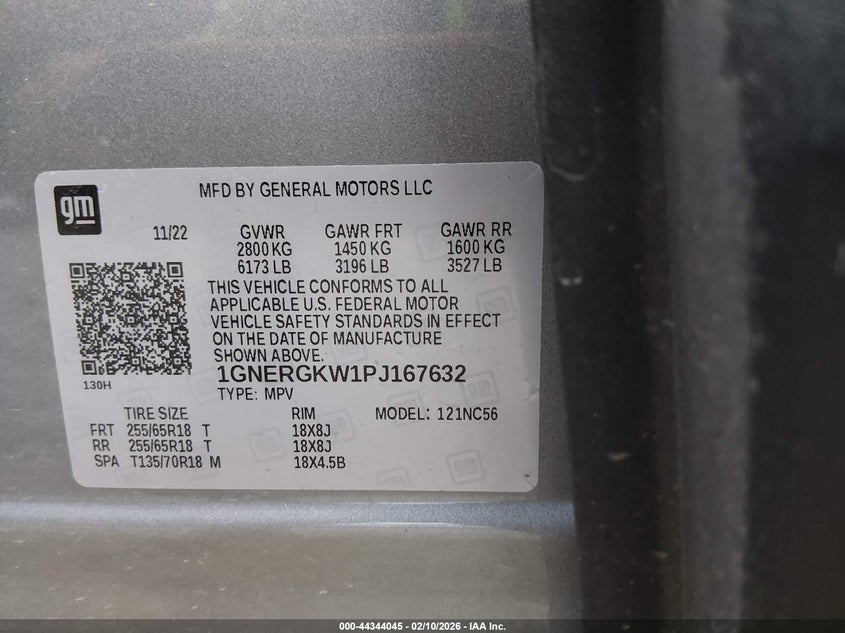 gm
MFD BY GENERAL MOTORS LLC
11/22 GVWR GAWR FRT GAWR RR
2800 KG 1450 KG 1600 KG
6173 LB 3196 LB 3527 LB
THIS VEHICLE CONFORMS TO ALL
APPLICABLE U.S. FEDERAL MOTOR
VEHICLE SAFETY STANDARDS IN EFFECT
ON THE DATE OF MANUFACTURE
SHOWN ABOVE.
130H
1GNERGKW1PJ167632
TYPE: MPV
TIRE SIZE RIM MODEL: 121NC56
FRT 255/65R18 T 18X8J
RR 255/65R18 T 18X8J
SPA T135/70R18 M 18X4.5B
000-44344045 - 02/10/2026 - IAA Inc.